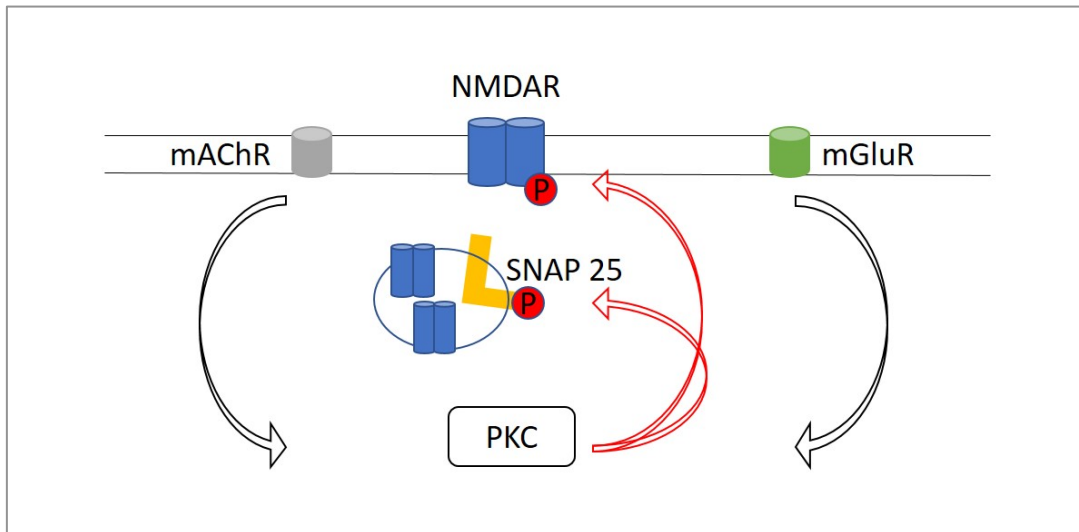 NMDAR
mAChR
mGluR
P
SNAP 25
P
PKC